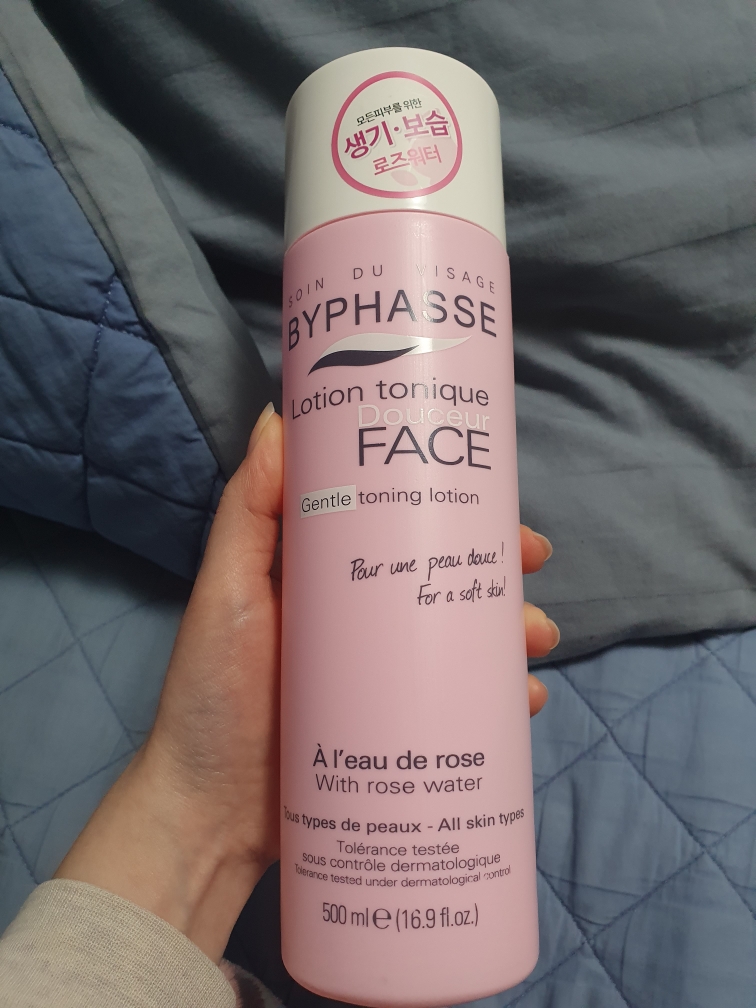 모든피부를 위한
생기·보습
로즈워터
SOIN DU VISAGE
BYPHASSE
Lotion tonique
Douceur
FACE
Gentle toning lotion
Pour une peau douce !
For a soft skin!
À l'eau de rose
With rose water
Tous types de peaux - All skin types
Tolérance testée
sous contrôle dermatologique
Tolerance tested under dermatological control
500 ml e (16.9 fl.oz.)